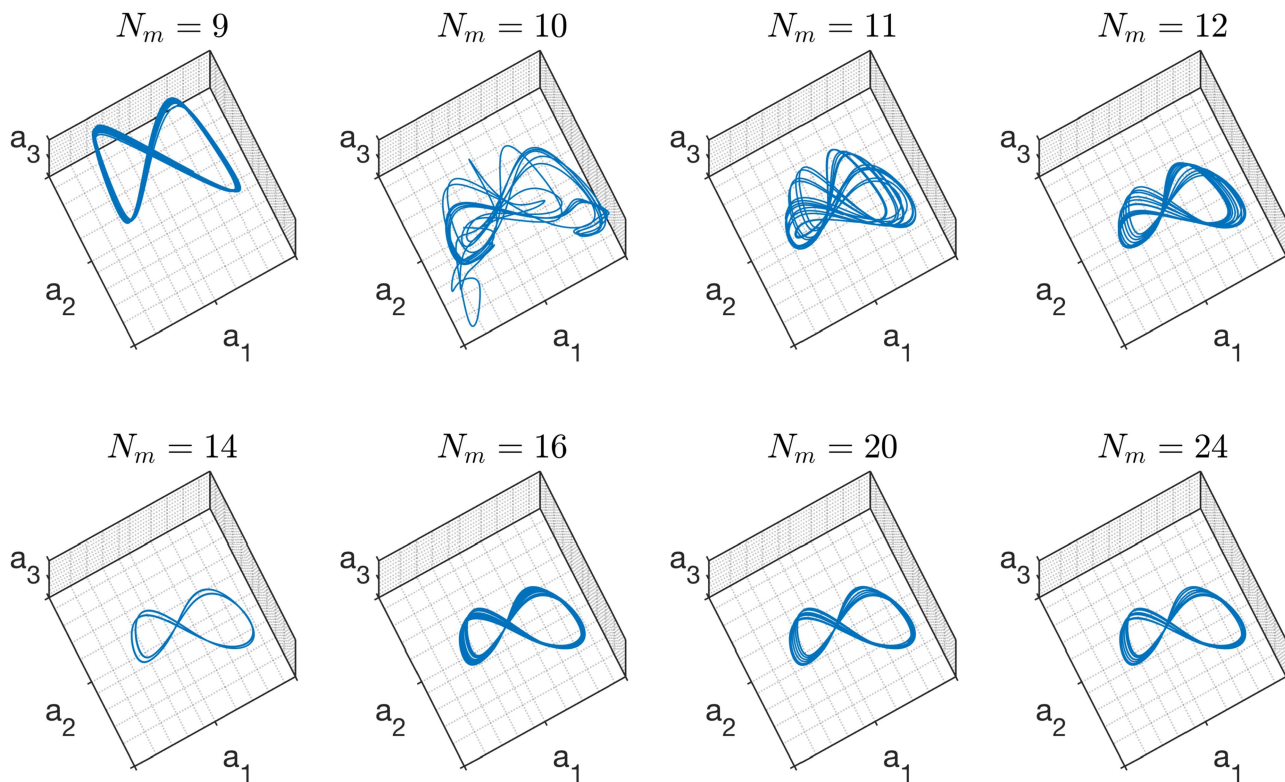 N_m = 9
N_m = 10
N_m = 11
N_m = 12
a_3
a_3
a_3
a_3
a_2
a_2
a_2
a_2
a_1
a_1
a_1
a_1
N_m = 14
N_m = 16
N_m = 20
N_m = 24
a_3
a_3
a_3
a_3
a_2
a_2
a_2
a_2
a_1
a_1
a_1
a_1